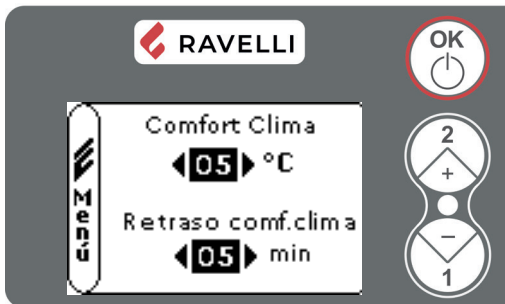 RAVELLI
OK
Comfort Clima
05 °C
Retraso comf.clima
05 min
Menú
2
+
-
1